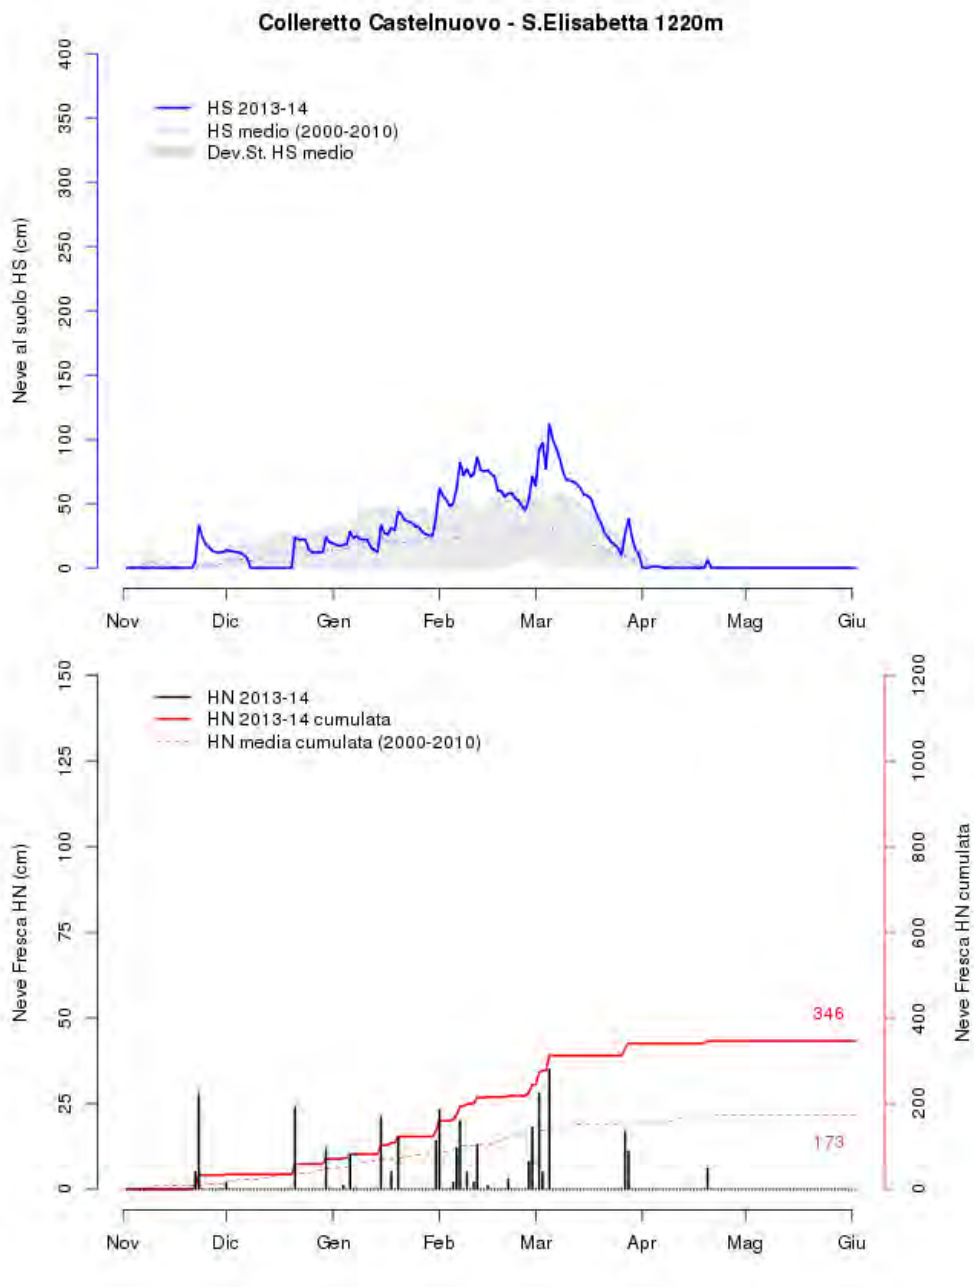 Colleretto Castelnuovo - S.Elisabetta 1220m
Neve al suolo HS (cm)
400
350
300
250
200
150
100
50
0
HS 2013-14
HS medio (2000-2010)
Dev.St. HS medio
Nov Dic Gen Feb Mar Apr Mag Giu
Neve Fresca HN (cm)
150
125
100
75
50
25
0
HN 2013-14
HN 2013-14 cumulata
HN media cumulata (2000-2010)
346
173
1200
1000
800
600
400
200
0
Neve Fresca HN cumulata
Nov Dic Gen Feb Mar Apr Mag Giu